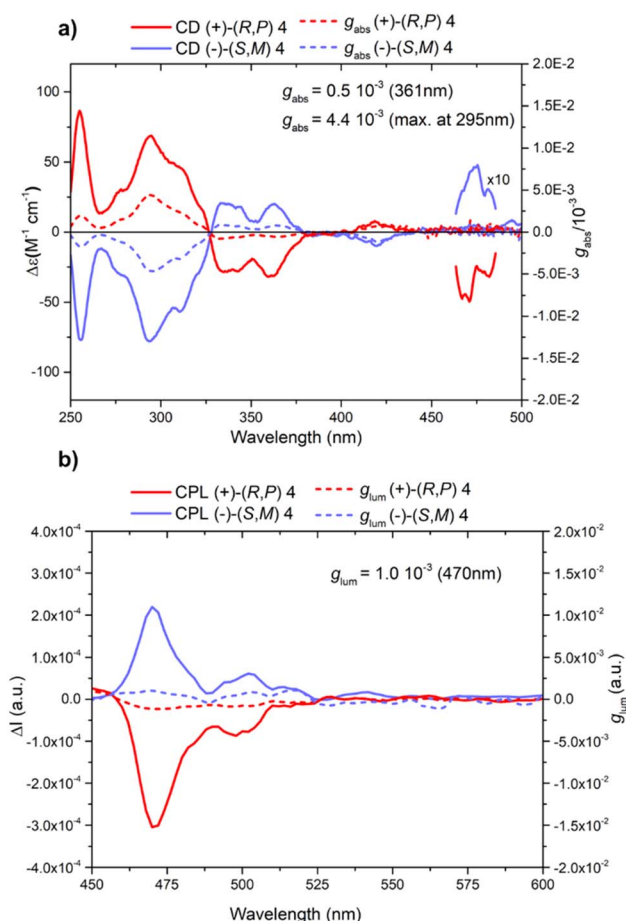 a)
CD (+)-(R,P) 4 g_abs (+)-(R,P) 4
CD (-)-(S,M) 4 g_abs (-)-(S,M) 4
g_abs = 0.5 10⁻³ (361nm)
g_abs = 4.4 10⁻³ (max. at 295nm)
x10
Δε(M⁻¹ cm⁻¹)
100
50
0
-50
-100
2.0E-2
1.5E-2
1.0E-2
5.0E-3
0.0
-5.0E-3
-1.0E-2
-1.5E-2
-2.0E-2
g_abs/10⁻³
250 300 350 400 450 500
Wavelength (nm)
b)
CPL (+)-(R,P) 4 g_lum (+)-(R,P) 4
CPL (-)-(S,M) 4 g_lum (-)-(S,M) 4
g_lum = 1.0 10⁻³ (470nm)
ΔI (a.u.)
4.0x10⁻⁴
3.0x10⁻⁴
2.0x10⁻⁴
1.0x10⁻⁴
0.0
-1.0x10⁻⁴
-2.0x10⁻⁴
-3.0x10⁻⁴
-4.0x10⁻⁴
2.0x10⁻²
1.5x10⁻²
1.0x10⁻²
5.0x10⁻³
0.0
-5.0x10⁻³
-1.0x10⁻²
-1.5x10⁻²
-2.0x10⁻²
g_lum (a.u.)
450 475 500 525 550 575 600
Wavelength (nm)